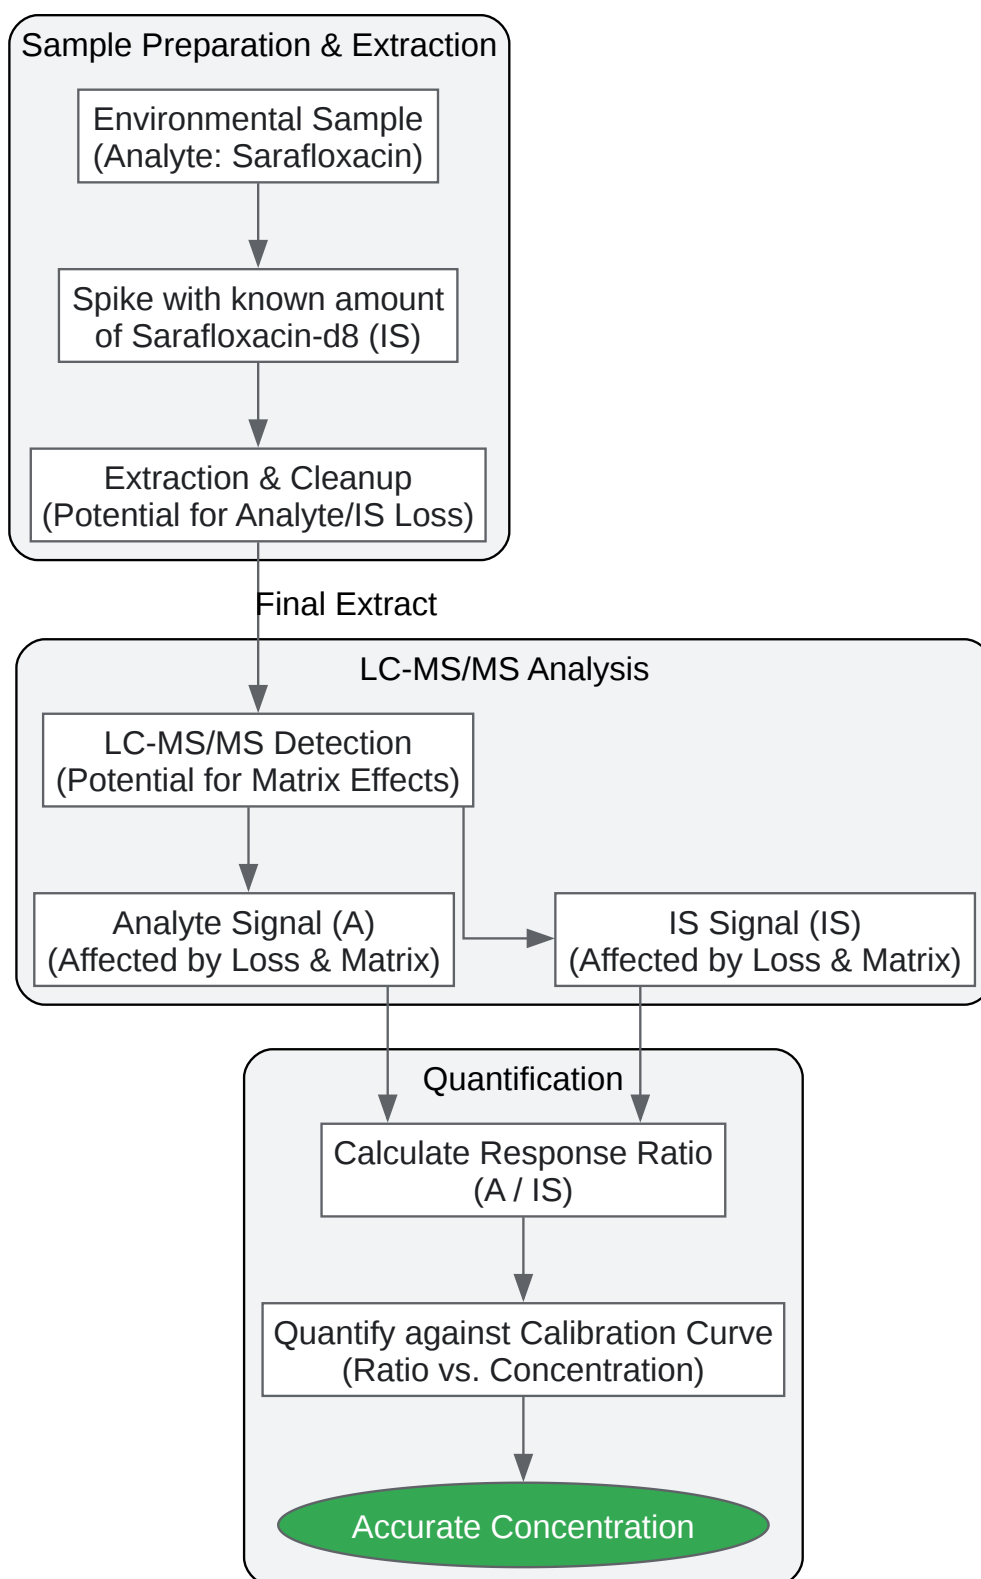 Sample Preparation & Extraction
Environmental Sample
(Analyte: Sarafloxacin)
Spike with known amount
of Sarafloxacin-d8 (IS)
Extraction & Cleanup
(Potential for Analyte/IS Loss)
Final Extract
LC-MS/MS Analysis
LC-MS/MS Detection
(Potential for Matrix Effects)
Analyte Signal (A)
(Affected by Loss & Matrix)
IS Signal (IS)
(Affected by Loss & Matrix)
Quantification
Calculate Response Ratio
(A / IS)
Quantify against Calibration Curve
(Ratio vs. Concentration)
Accurate Concentration